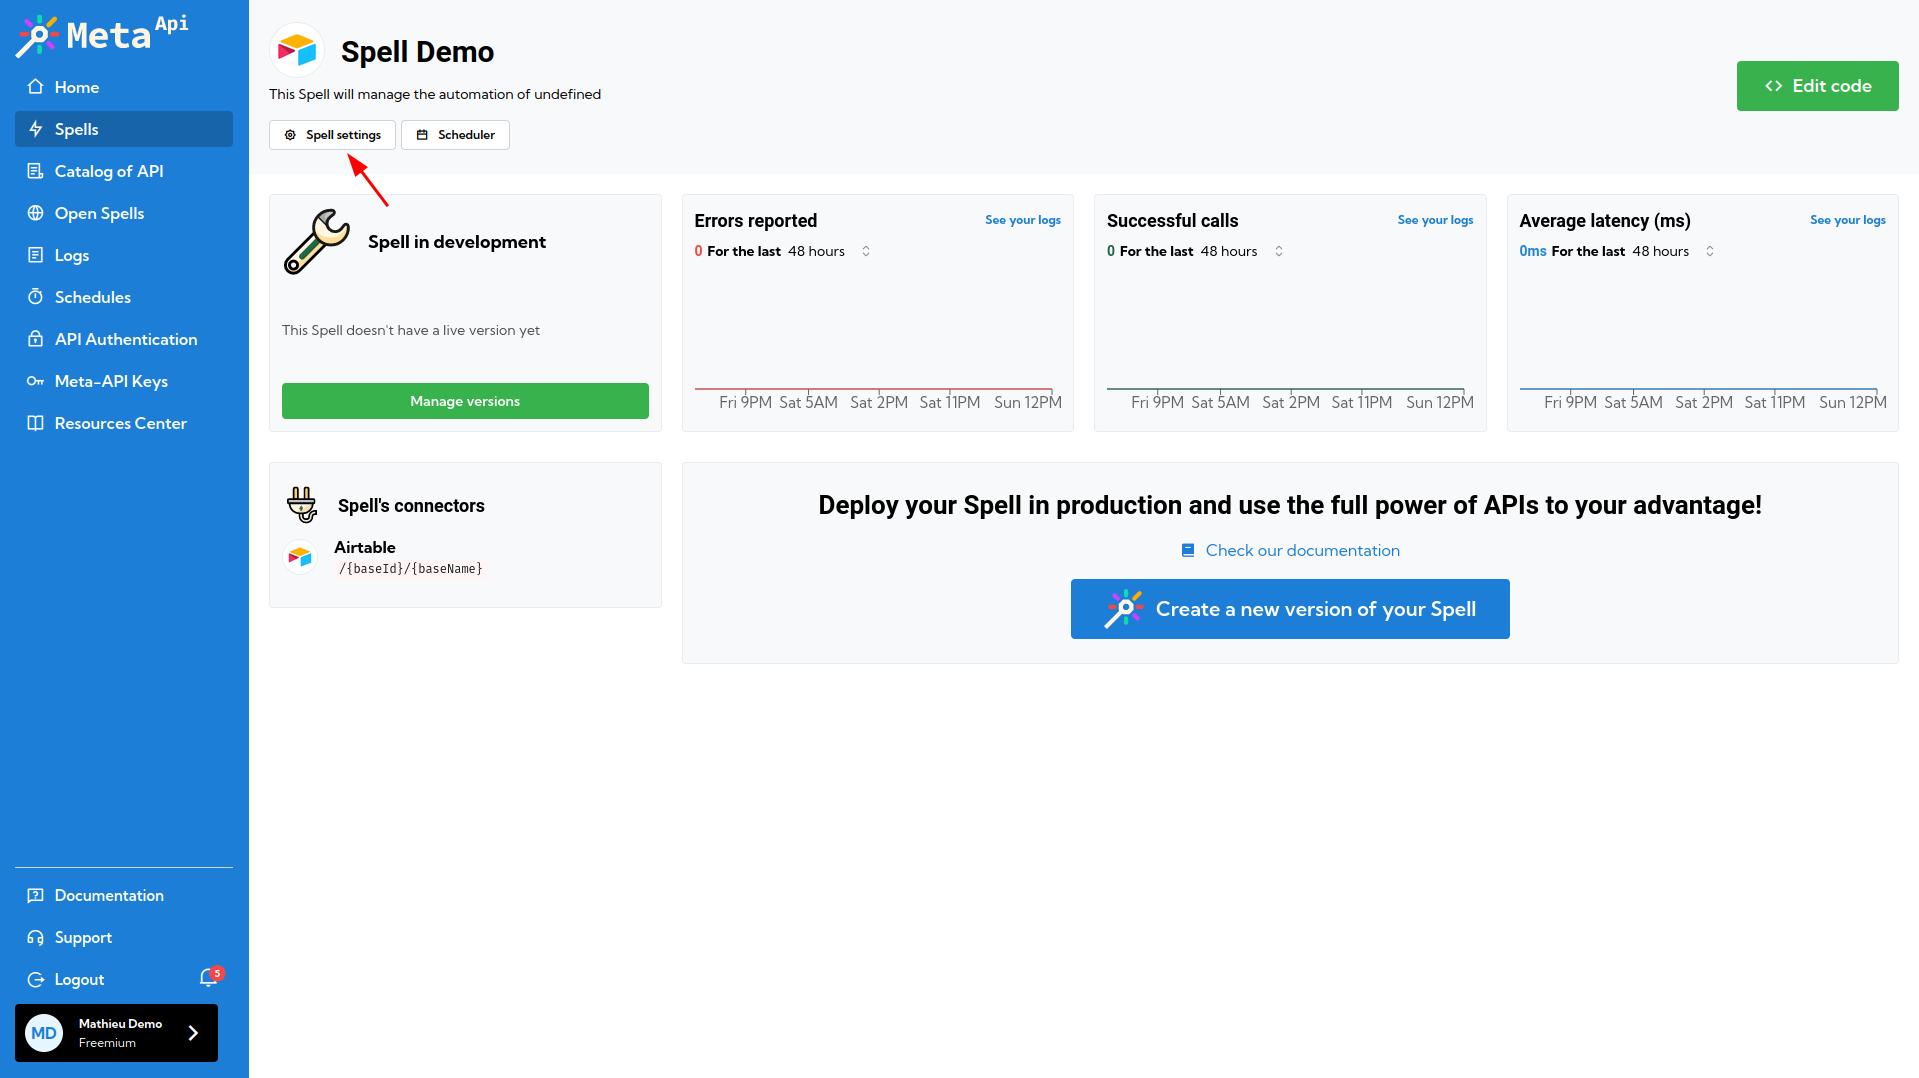 Meta Api
Home
Spells
Catalog of API
Open Spells
Logs
Schedules
API Authentication
Meta-API Keys
Resources Center
Documentation
Support
Logout
5
MD
Mathieu Demo
Freemium
Spell Demo
This Spell will manage the automation of undefined
Spell settings
Scheduler
<> Edit code
Spell in development
This Spell doesn't have a live version yet
Manage versions
Errors reported
See your logs
0 For the last 48 hours
Fri 9PM Sat 5AM Sat 2PM Sat 11PM Sun 12PM
Successful calls
See your logs
0 For the last 48 hours
Fri 9PM Sat 5AM Sat 2PM Sat 11PM Sun 12PM
Average latency (ms)
See your logs
0ms For the last 48 hours
Fri 9PM Sat 5AM Sat 2PM Sat 11PM Sun 12PM
Spell's connectors
Airtable
/{baseId}/{baseName}
Deploy your Spell in production and use the full power of APIs to your advantage!
Check our documentation
Create a new version of your Spell